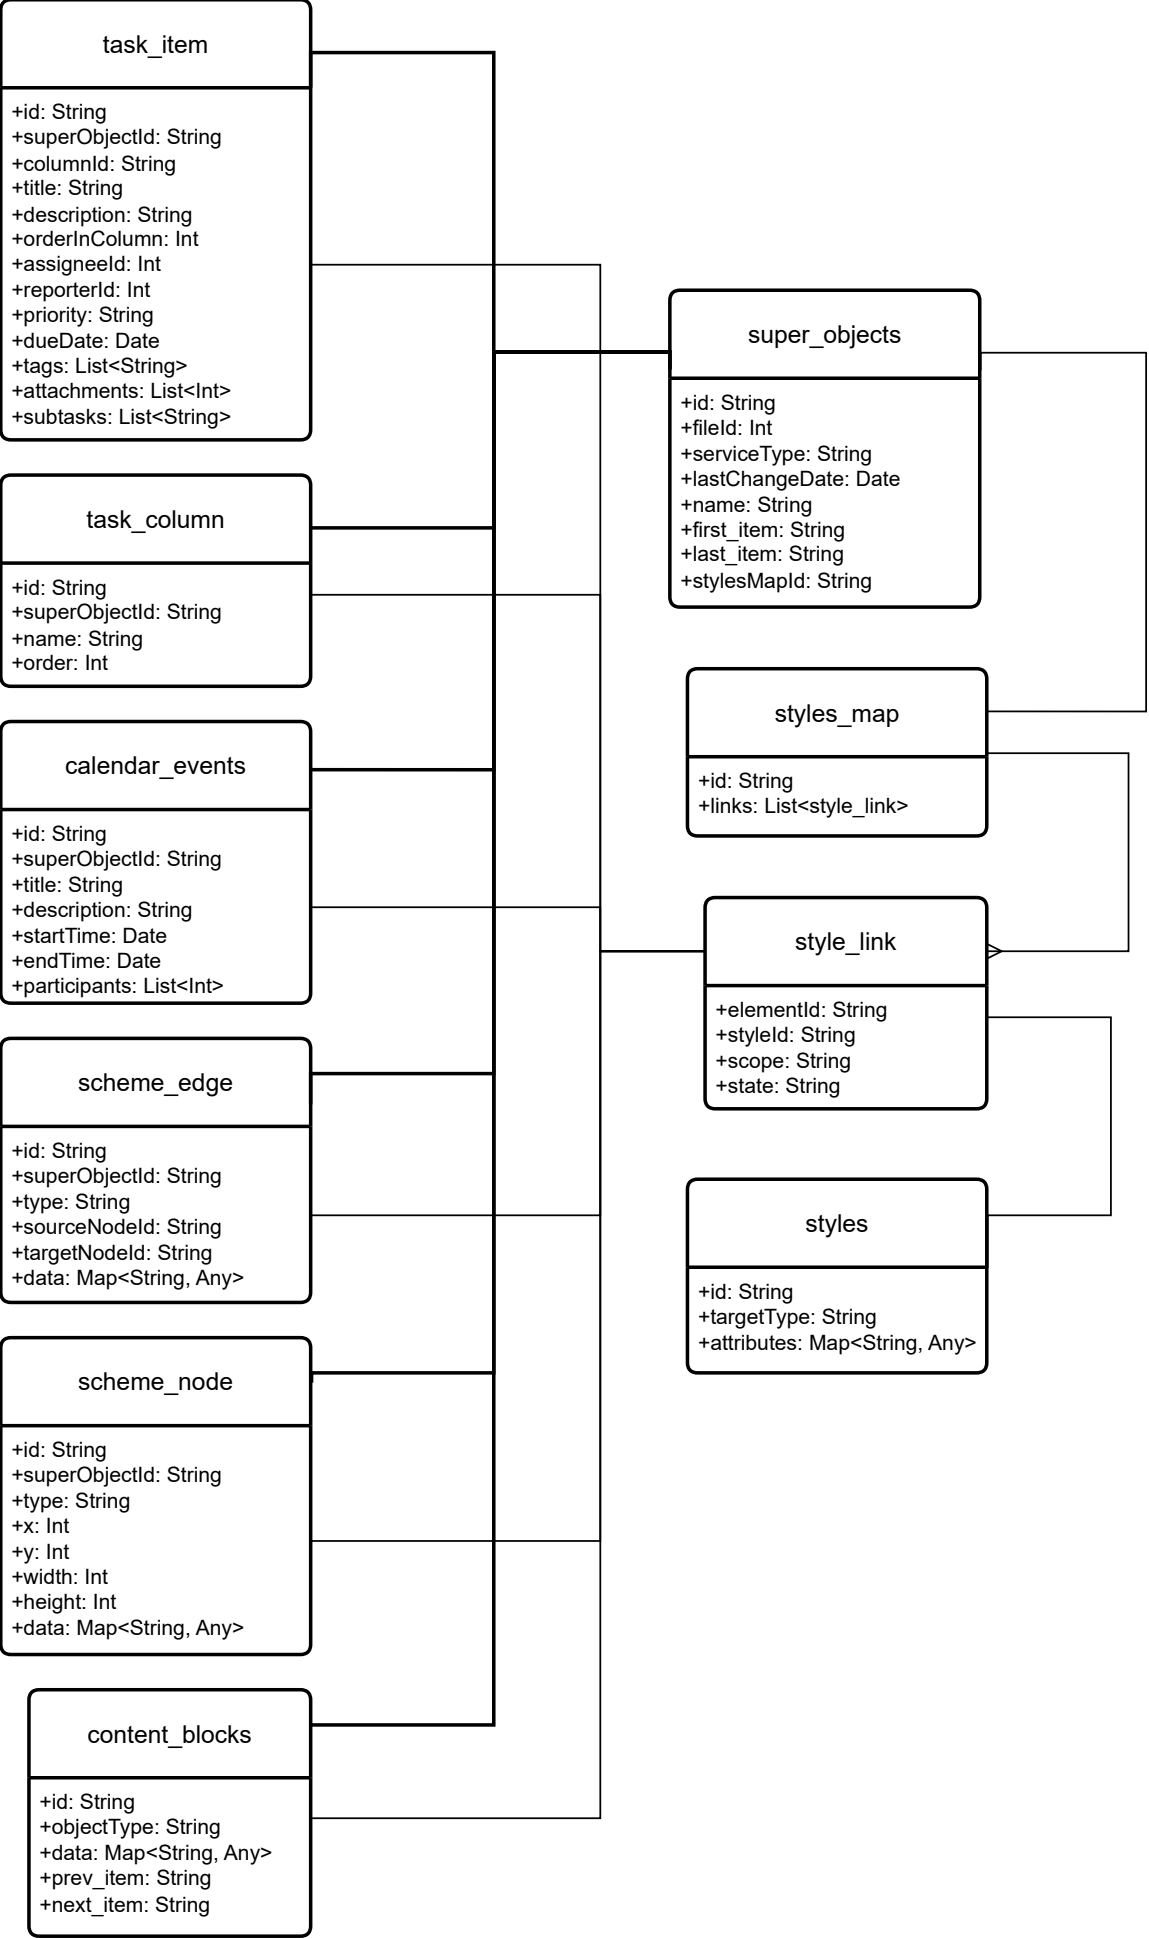 task_item
+id: String
+superObjectId: String
+columnId: String
+title: String
+description: String
+orderInColumn: Int
+assigneeId: Int
+reporterId: Int
+priority: String
+dueDate: Date
+tags: List<String>
+attachments: List<Int>
+subtasks: List<String>
task_column
+id: String
+superObjectId: String
+name: String
+order: Int
calendar_events
+id: String
+superObjectId: String
+title: String
+description: String
+startTime: Date
+endTime: Date
+participants: List<Int>
scheme_edge
+id: String
+superObjectId: String
+type: String
+sourceNodeId: String
+targetNodeId: String
+data: Map<String, Any>
scheme_node
+id: String
+superObjectId: String
+type: String
+x: Int
+y: Int
+width: Int
+height: Int
+data: Map<String, Any>
content_blocks
+id: String
+objectType: String
+data: Map<String, Any>
+prev_item: String
+next_item: String
super_objects
+id: String
+fileId: Int
+serviceType: String
+lastChangeDate: Date
+name: String
+first_item: String
+last_item: String
+stylesMapId: String
styles_map
+id: String
+links: List<style_link>
style_link
+elementId: String
+styleId: String
+scope: String
+state: String
styles
+id: String
+targetType: String
+attributes: Map<String, Any>